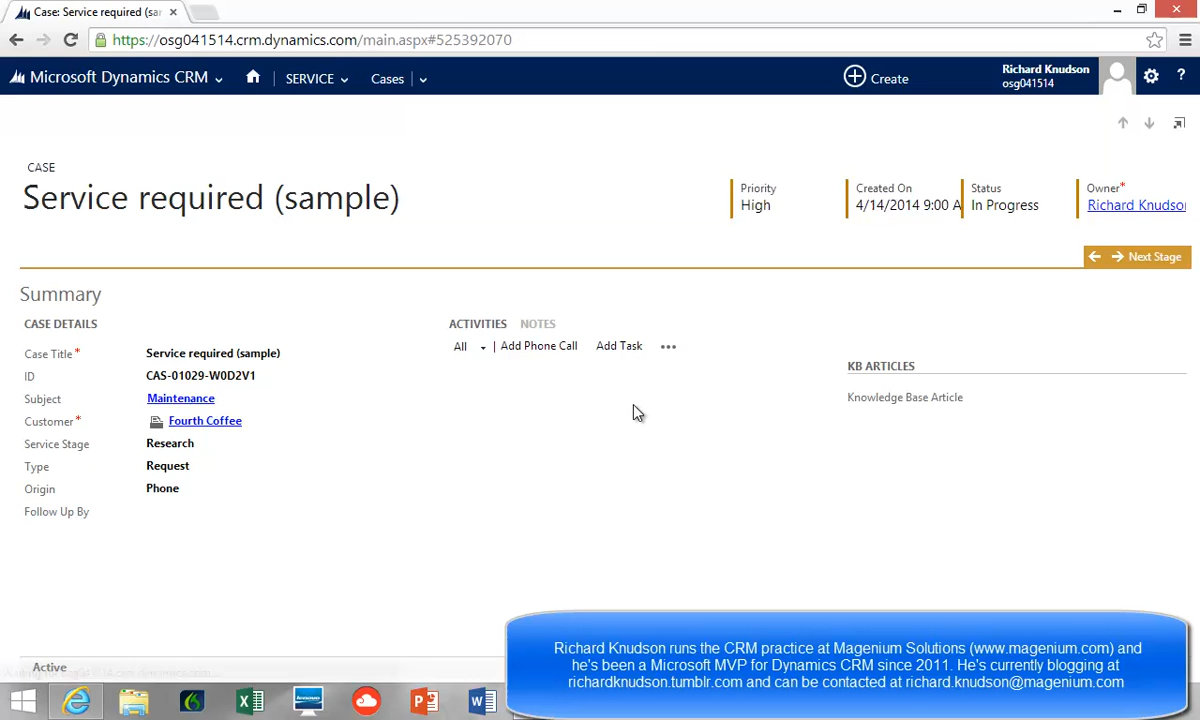 Case: Service required (sar
https://osg041514.crm.dynamics.com/main.aspx#525392070
Microsoft Dynamics CRM
SERVICE
Cases
Create
Richard Knudson
osg041514
?
CASE
Service required (sample)
Priority
High
Created On
4/14/2014 9:00 A
Status
In Progress
Owner*
Richard Knudson
Next Stage
Summary
CASE DETAILS
Case Title*
Service required (sample)
ID
CAS-01029-W0D2V1
Subject
Maintenance
Customer*
Fourth Coffee
Service Stage
Research
Type
Request
Origin
Phone
Follow Up By
ACTIVITIES NOTES
All | Add Phone Call Add Task •••
KB ARTICLES
Knowledge Base Article
Active
Richard Knudson runs the CRM practice at Magenium Solutions (www.magenium.com) and
he's been a Microsoft MVP for Dynamics CRM since 2011. He's currently blogging at
richardknudson.tumblr.com and can be contacted at richard.knudson@magenium.com